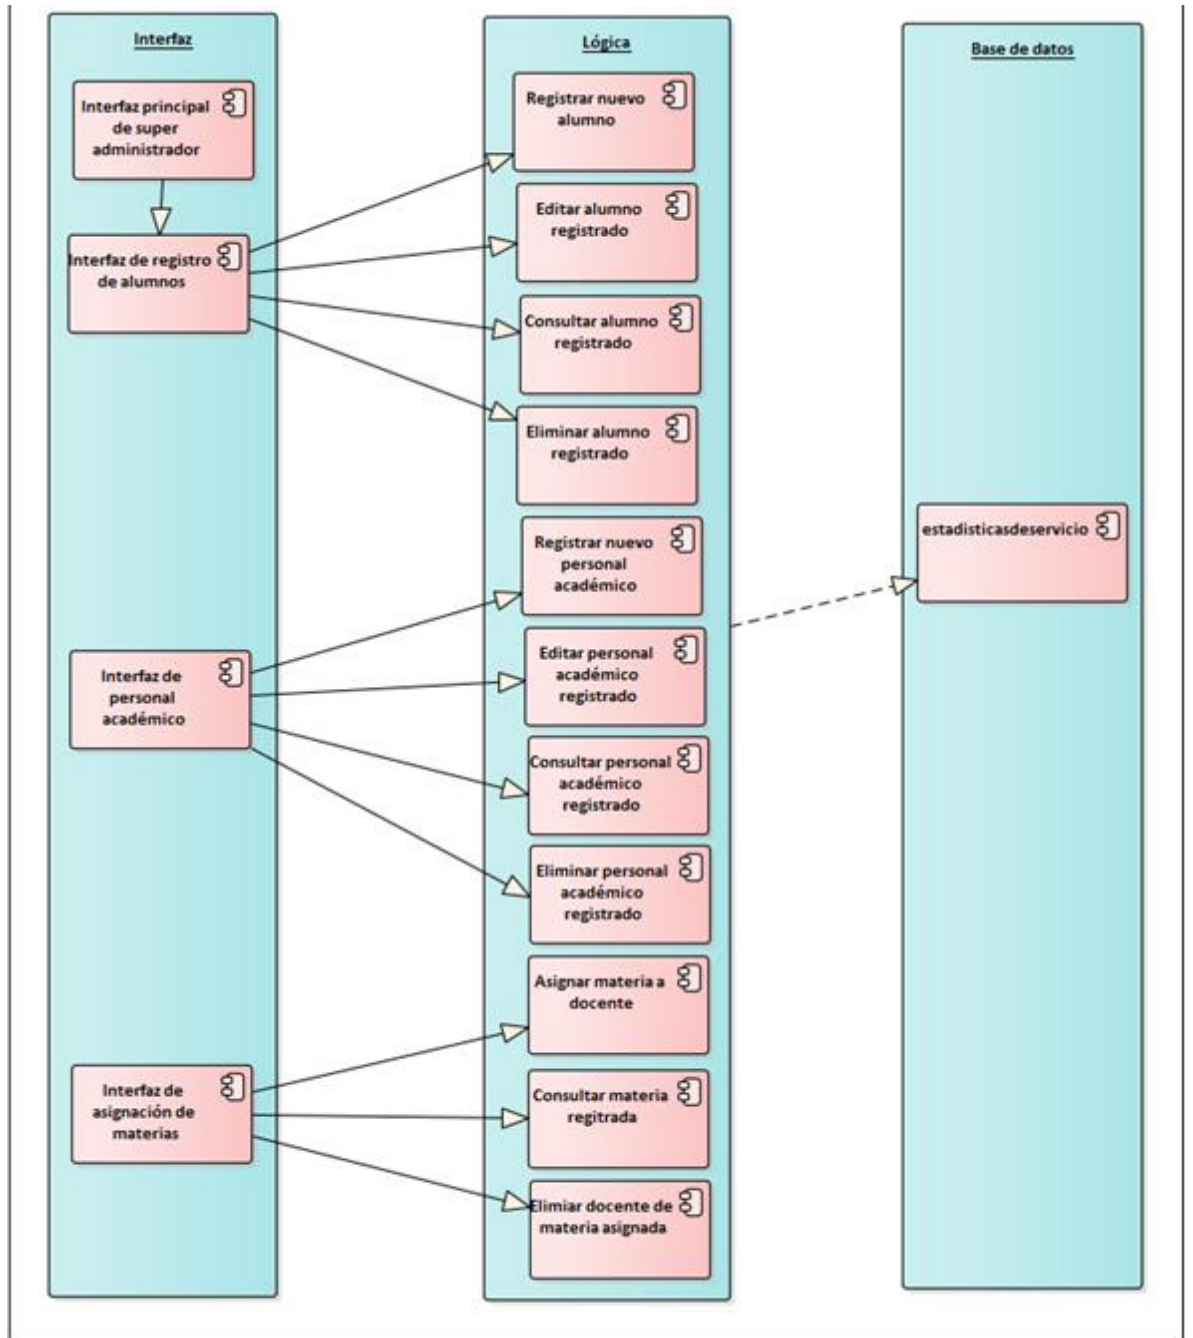 Interfaz
Interfaz principal
de super
administrador
Interfaz de registro
de alumnos
Interfaz de
personal
académico
Interfaz de
asignación de
materias
Lógica
Registrar nuevo
alumno
Editar alumno
registrado
Consultar alumno
registrado
Eliminar alumno
registrado
Registrar nuevo
personal
académico
Editar personal
académico
registrado
Consultar personal
académico
registrado
Eliminar personal
académico
registrado
Asignar materia a
docente
Consultar materia
regitrada
Elimiar docente de
materia asignada
Base de datos
estadisticasdeservicio